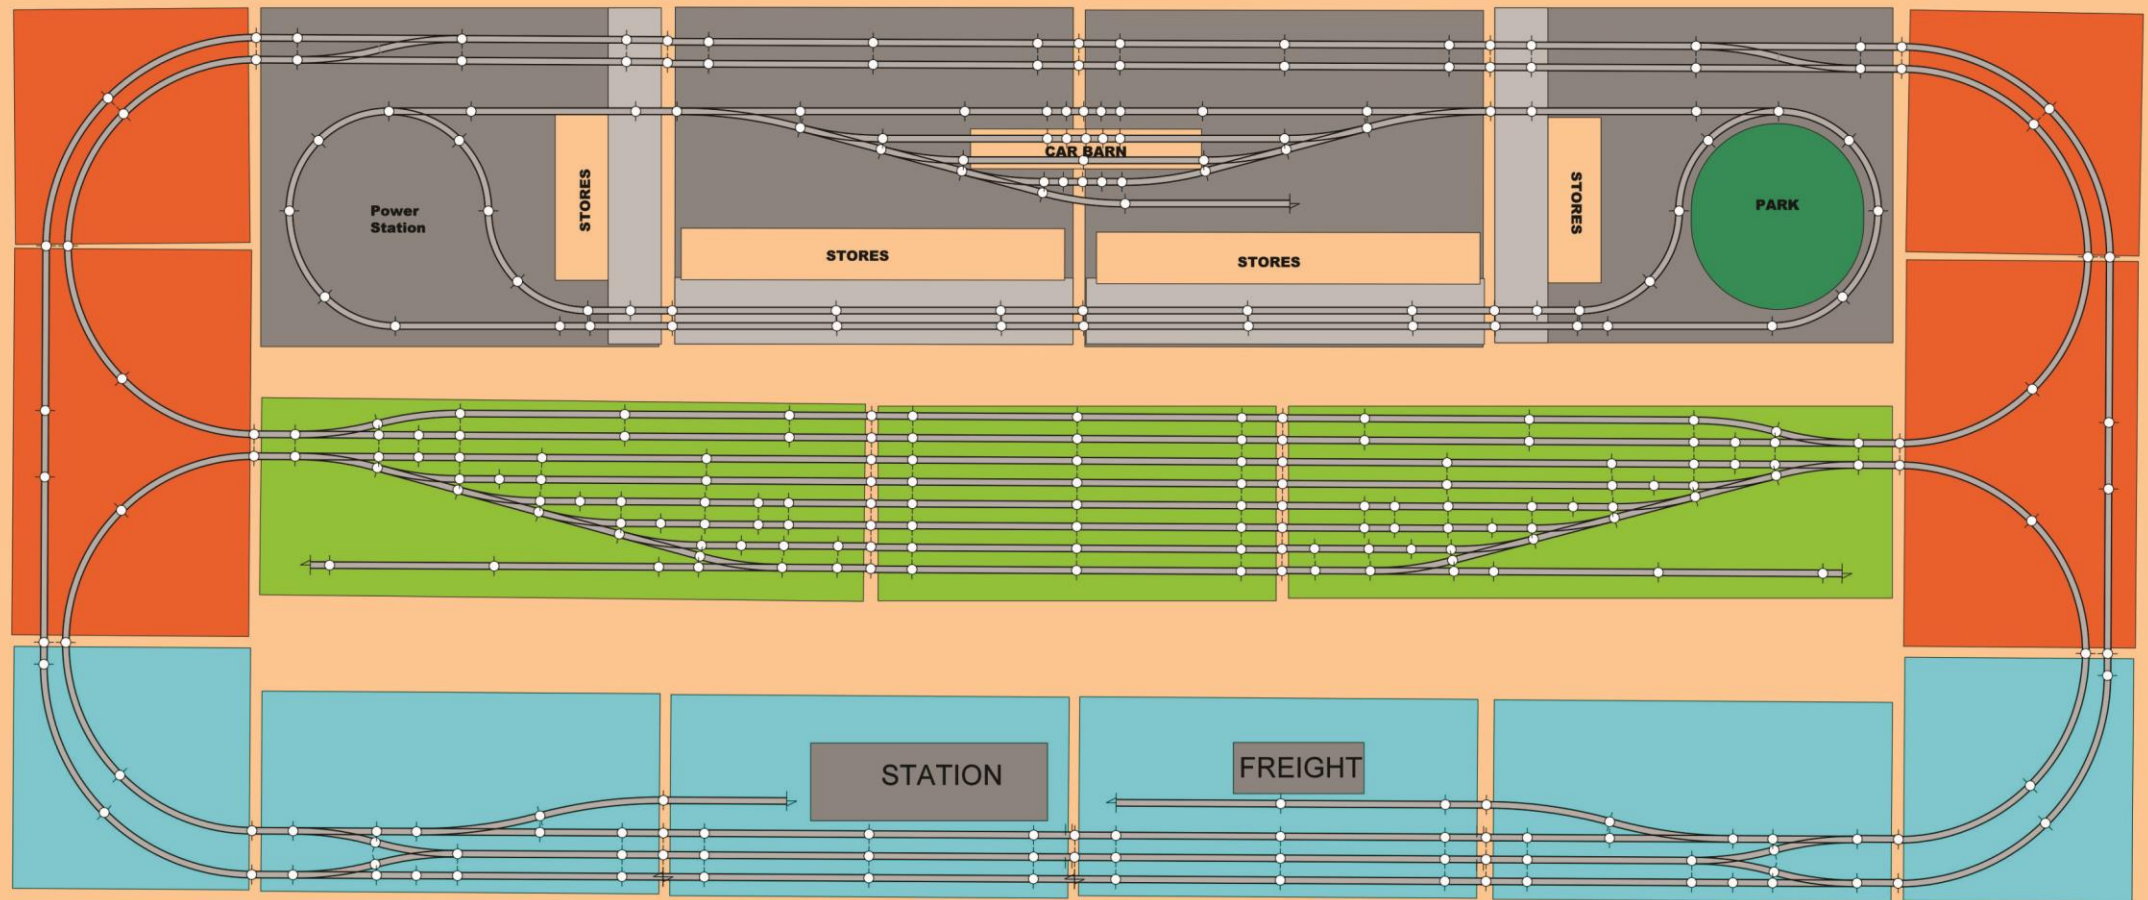 CAR BARN
STORES
STORES
Power
Station
PARK
STORES
STORES
STATION
FREIGHT